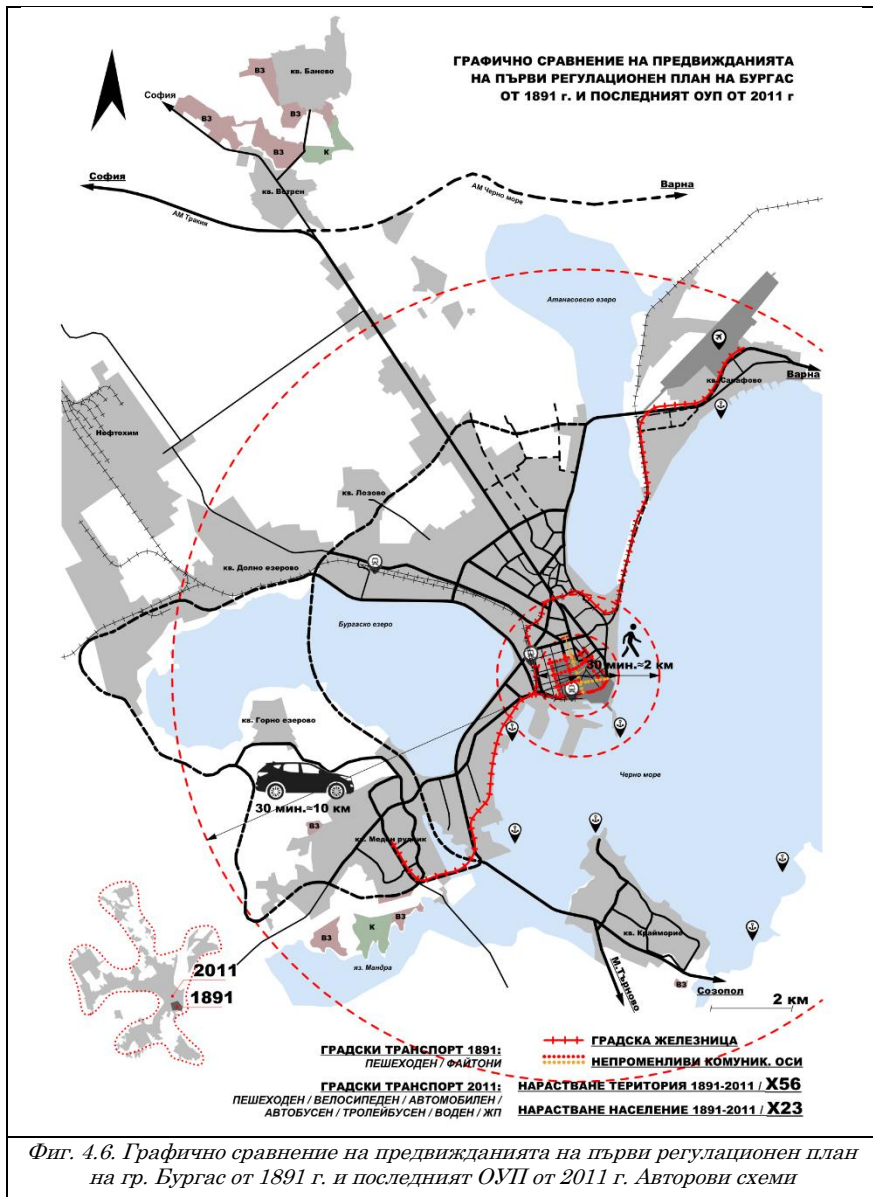 ГРАФИЧНО СРАВНЕНИЕ НА ПРЕДВИЖДАНИЯТА
НА ПЪРВИ РЕГУЛАЦИОНЕН ПЛАН НА БУРГАС
ОТ 1891 г. И ПОСЛЕДНИЯТ ОУП ОТ 2011 г
кв. Банево
ВЗ
София
ВЗ
ВЗ
ВЗ
К
кв. Ветрен
София
АМ Тракия
АМ Черно море
Варна
Атанасовско езеро
кв. Сарафово
Варна
Нефтохим
кв. Лозово
кв. Долно езерово
Бургаско езеро
30 мин.≈2 км
кв. Горно езерово
Черно море
30 мин.≈10 км
ВЗ
кв. Меден рудник
ВЗ
К
ВЗ
яз. Мандра
кв. Крайморие
М.Търново
Созопол
ВЗ
2 км
2011
1891
ГРАДСКИ ТРАНСПОРТ 1891:
ПЕШЕХОДЕН / ФАЙТОНИ
ГРАДСКИ ТРАНСПОРТ 2011:
ПЕШЕХОДЕН / ВЕЛОСИПЕДЕН / АВТОМОБИЛЕН /
АВТОБУСЕН / ТРОЛЕЙБУСЕН / ВОДЕН / ЖП
ГРАДСКА ЖЕЛЕЗНИЦА
НЕПРОМЕНЛИВИ КОМУНИК. ОСИ
НАРАСТВАНЕ ТЕРИТОРИЯ 1891-2011 / X56
НАРАСТВАНЕ НАСЕЛЕНИЕ 1891-2011 / X23
Фиг. 4.6. Графично сравнение на предвижданията на първи регулационен план
на гр. Бургас от 1891 г. и последният ОУП от 2011 г. Авторови схеми